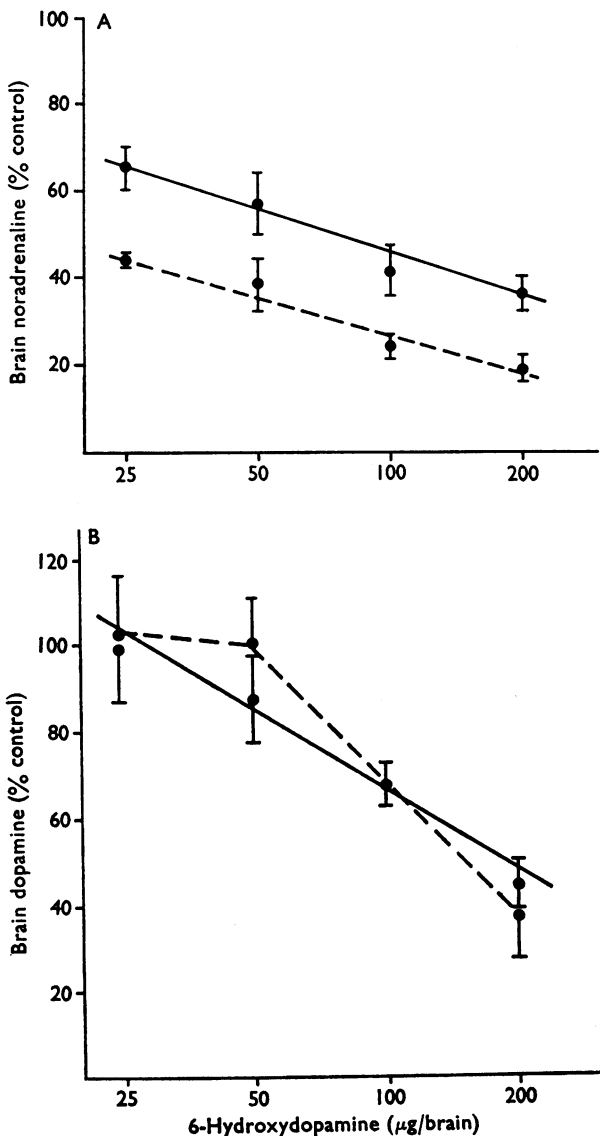 A
Brain noradrenaline (% control)
100
80
60
40
20
25 50 100 200
B
Brain dopamine (% control)
120
100
80
60
40
20
25 50 100 200
6-Hydroxydopamine (μg/brain)